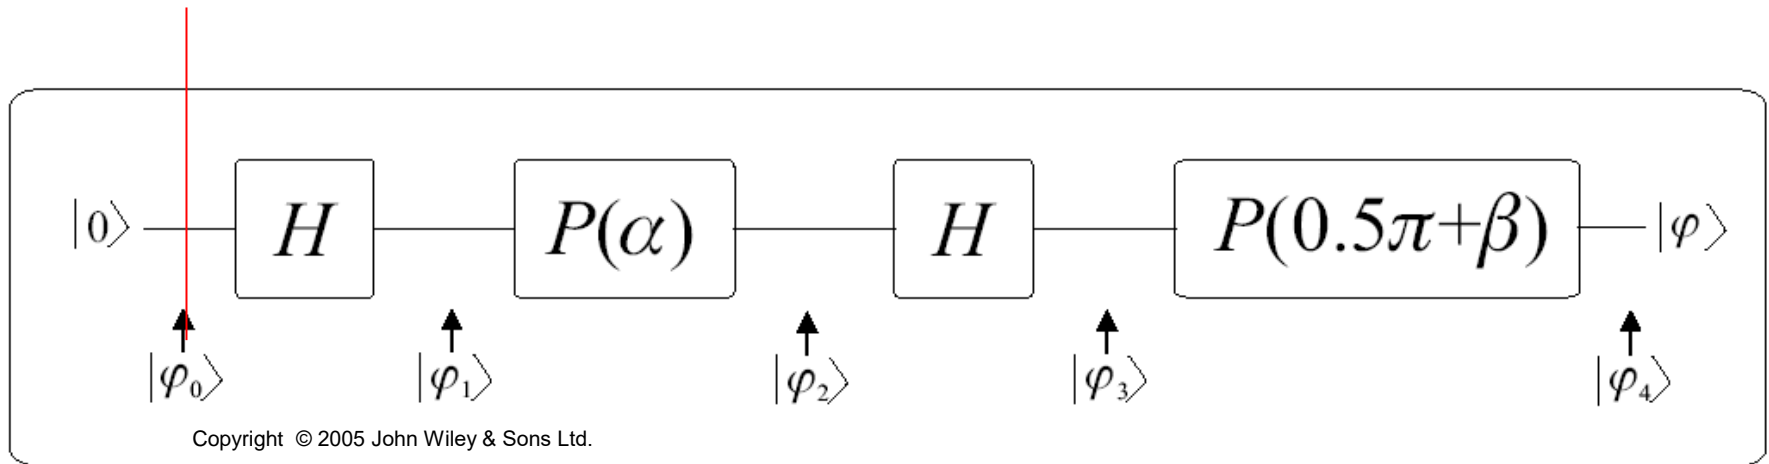 |0⟩ H P(α) H P(0.5π+β) |φ⟩
|φ₀⟩ |φ₁⟩ |φ₂⟩ |φ₃⟩ |φ₄⟩
Copyright © 2005 John Wiley & Sons Ltd.